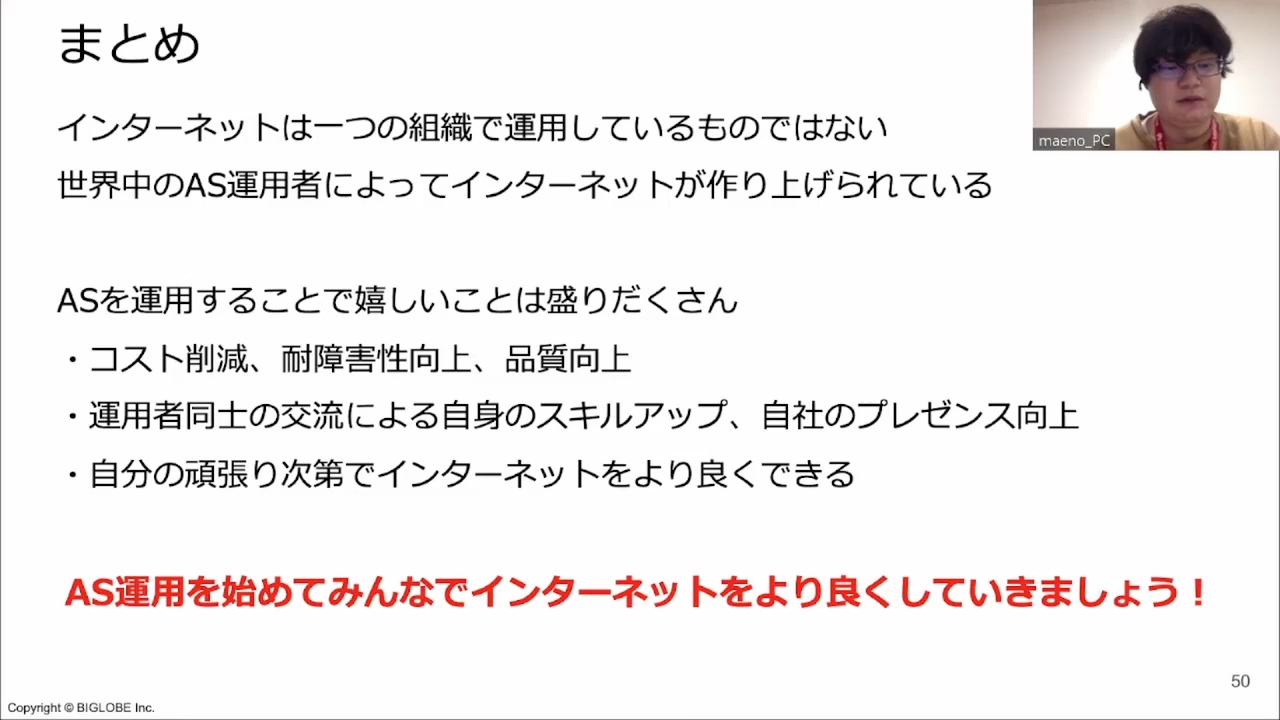 まとめ
maeno_PC
インターネットは一つの組織で運用しているものではない
世界中のAS運用者によってインターネットが作り上げられている
ASを運用することで嬉しいことは盛りだくさん
・コスト削減、耐障害性向上、品質向上
・運用者同士の交流による自身のスキルアップ、自社のプレゼンス向上
・自分の頑張り次第でインターネットをより良くできる
AS運用を始めてみんなでインターネットをより良くしていきましょう！
50
Copyright © BIGLOBE Inc.